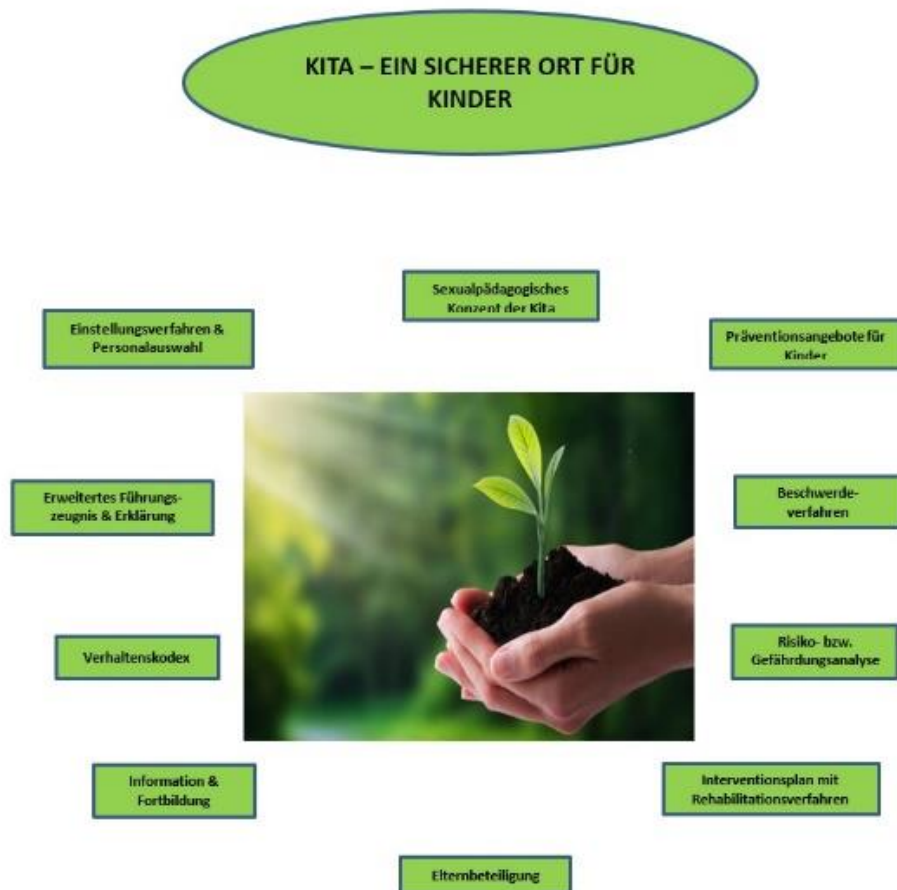 KITA – EIN SICHERER ORT FÜR
KINDER
Sexualpädagogisches
Konzept der Kita
Einstellungsverfahren &
Personalauswahl
Präventionsangebote für
Kinder
Erweitertes Führungs-
zeugnis & Erklärung
Beschwerde-
verfahren
Verhaltenskodex
Risiko- bzw.
Gefährdungsanalyse
Information &
Fortbildung
Interventionsplan mit
Rehabilitationsverfahren
Elternbeteiligung